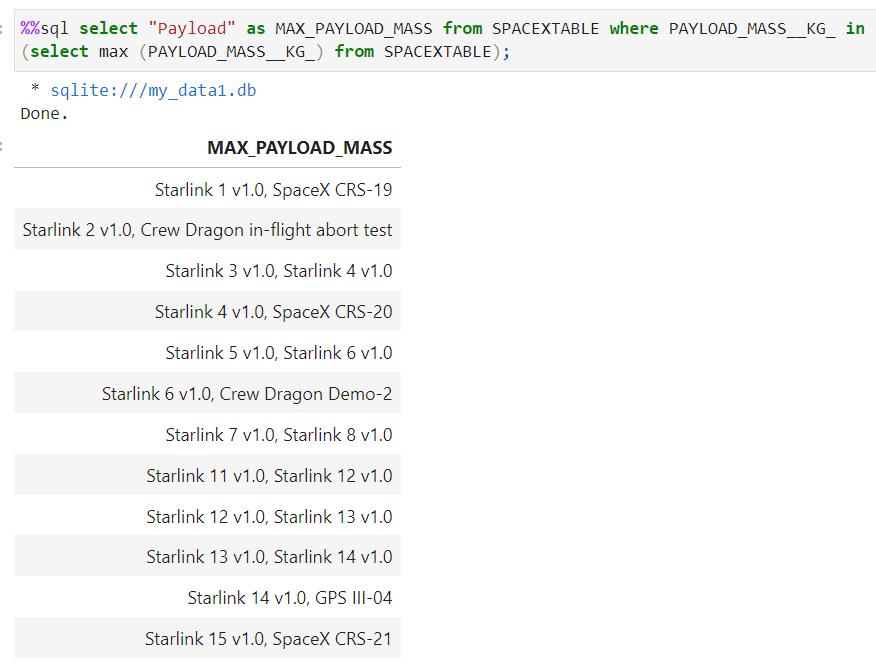 %%sql select "Payload" as MAX_PAYLOAD_MASS from SPACEXTABLE where PAYLOAD_MASS__KG_ in
(select max (PAYLOAD_MASS__KG_) from SPACEXTABLE);
* sqlite:///my_data1.db
Done.
MAX_PAYLOAD_MASS
Starlink 1 v1.0, SpaceX CRS-19
Starlink 2 v1.0, Crew Dragon in-flight abort test
Starlink 3 v1.0, Starlink 4 v1.0
Starlink 4 v1.0, SpaceX CRS-20
Starlink 5 v1.0, Starlink 6 v1.0
Starlink 6 v1.0, Crew Dragon Demo-2
Starlink 7 v1.0, Starlink 8 v1.0
Starlink 11 v1.0, Starlink 12 v1.0
Starlink 12 v1.0, Starlink 13 v1.0
Starlink 13 v1.0, Starlink 14 v1.0
Starlink 14 v1.0, GPS III-04
Starlink 15 v1.0, SpaceX CRS-21